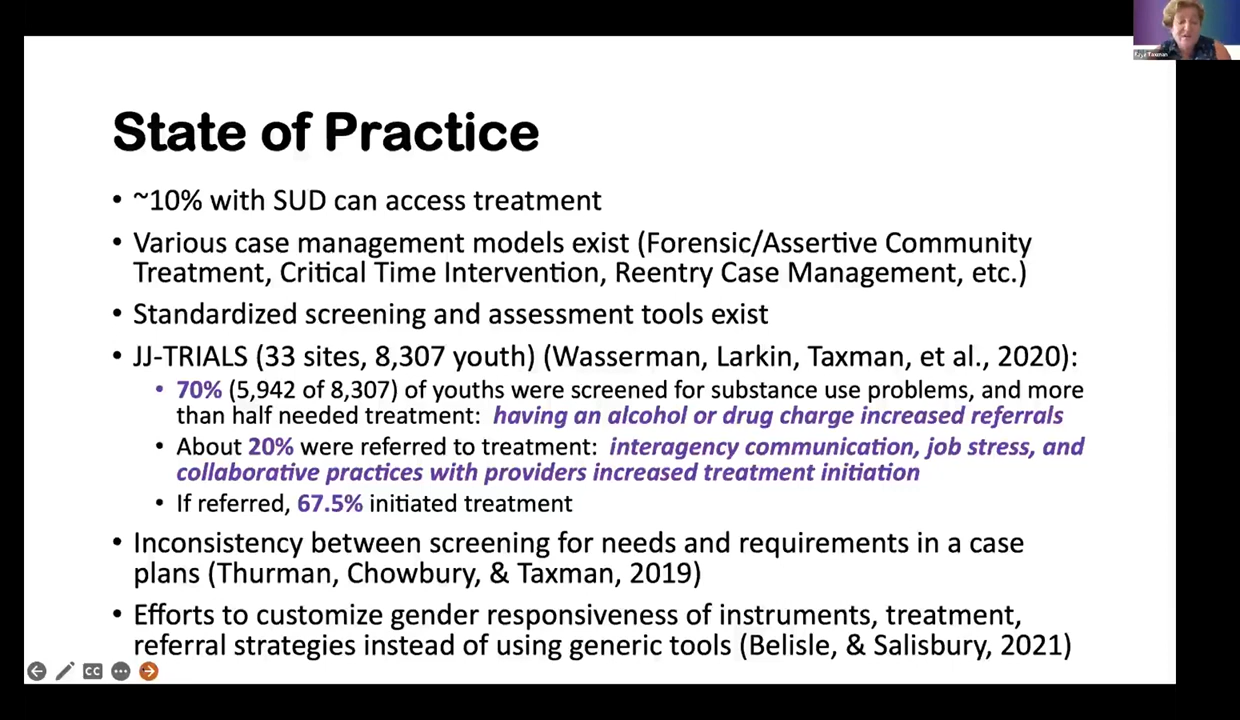 State of Practice
• ~10% with SUD can access treatment
• Various case management models exist (Forensic/Assertive Community
Treatment, Critical Time Intervention, Reentry Case Management, etc.)
• Standardized screening and assessment tools exist
• JJ-TRIALS (33 sites, 8,307 youth) (Wasserman, Larkin, Taxman, et al., 2020):
• 70% (5,942 of 8,307) of youths were screened for substance use problems, and more
than half needed treatment: having an alcohol or drug charge increased referrals
• About 20% were referred to treatment: interagency communication, job stress, and
collaborative practices with providers increased treatment initiation
• If referred, 67.5% initiated treatment
• Inconsistency between screening for needs and requirements in a case
plans (Thurman, Chowbury, & Taxman, 2019)
• Efforts to customize gender responsiveness of instruments, treatment,
referral strategies instead of using generic tools (Belisle, & Salisbury, 2021)
CC
Faye Taxman